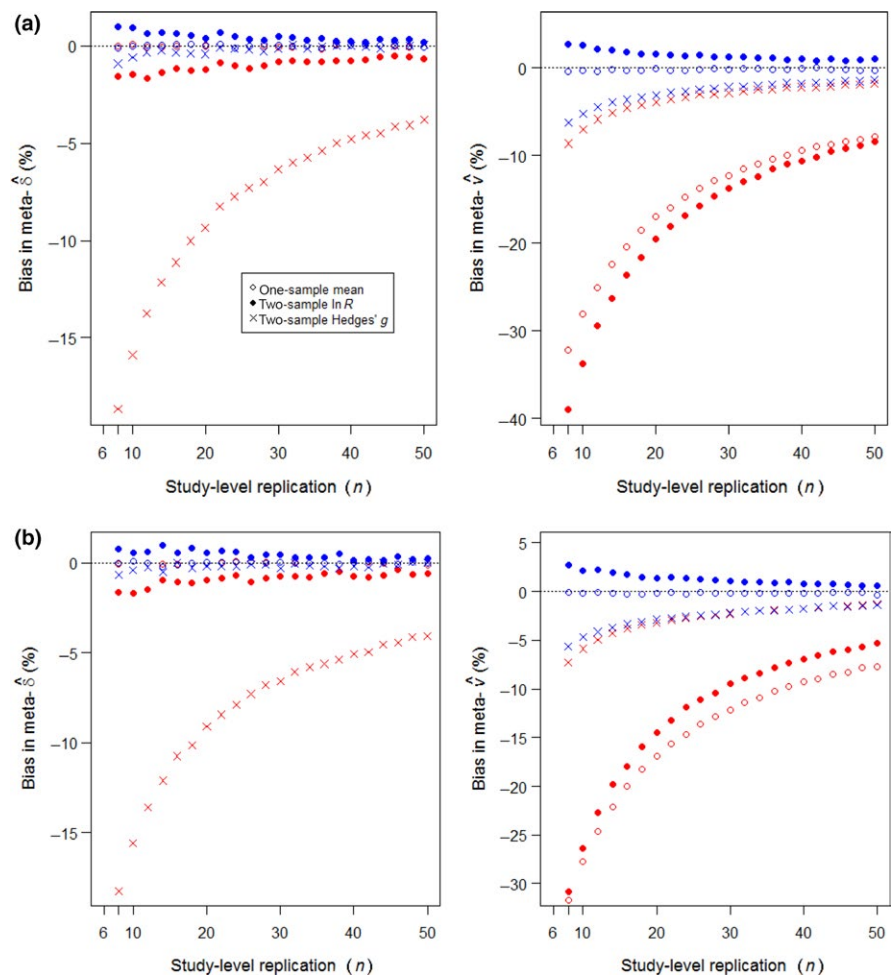 (a)
0
−5
−10
−15
Bias in meta- δ̂ (%)
One-sample mean
Two-sample ln R
Two-sample Hedges' g
6 10 20 30 40 50
Study-level replication (n)
0
−10
−20
−30
−40
Bias in meta- v̂ (%)
6 10 20 30 40 50
Study-level replication (n)
(b)
0
−5
−10
−15
Bias in meta- δ̂ (%)
6 10 20 30 40 50
Study-level replication (n)
5
0
−5
−10
−15
−20
−25
−30
Bias in meta- v̂ (%)
6 10 20 30 40 50
Study-level replication (n)